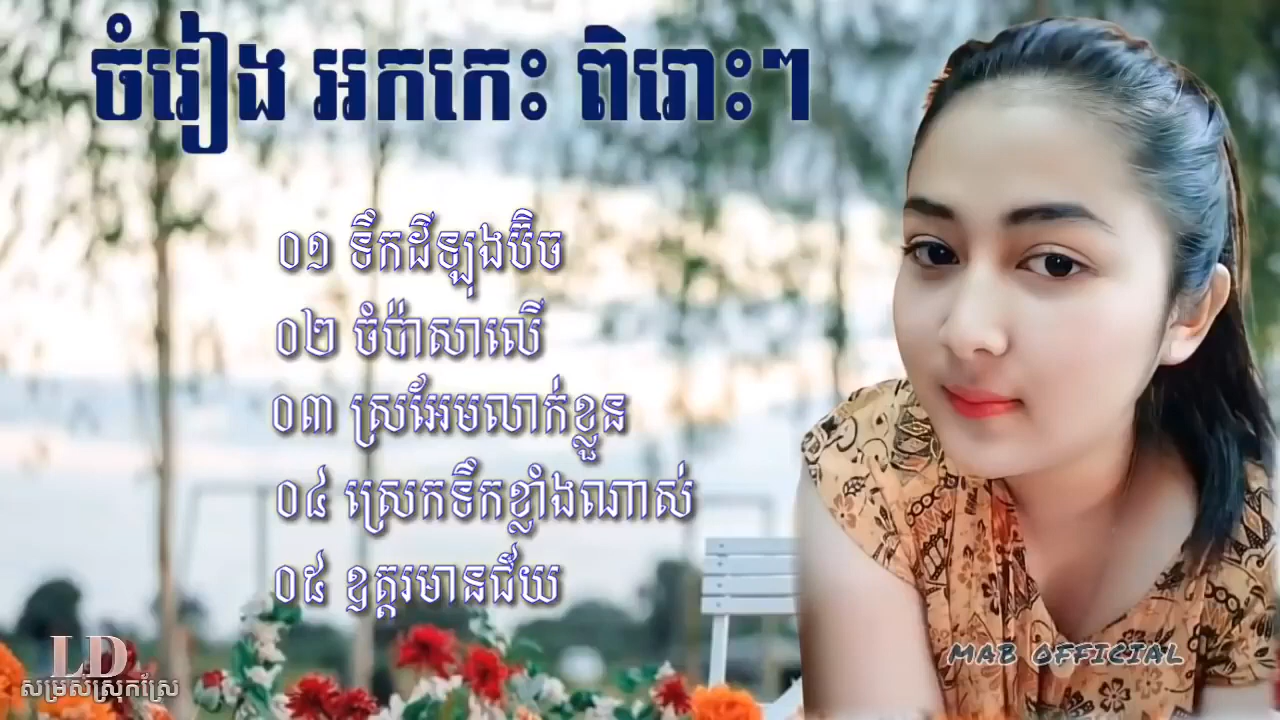 ចំរៀង អកកេះ ពិរោះៗ
០១ ទឹកដីឡុងប៊ិច
០២ ចំប៉ាសាលើ
០៣ ស្រអែមលាក់ខ្លួន
០៤ ស្រេកទឹកខ្លាំងណាស់
០៥ ឧត្តរមានជ័យ
LD
សម្រស់ស្រុកស្រែ
MAB OFFICIAL